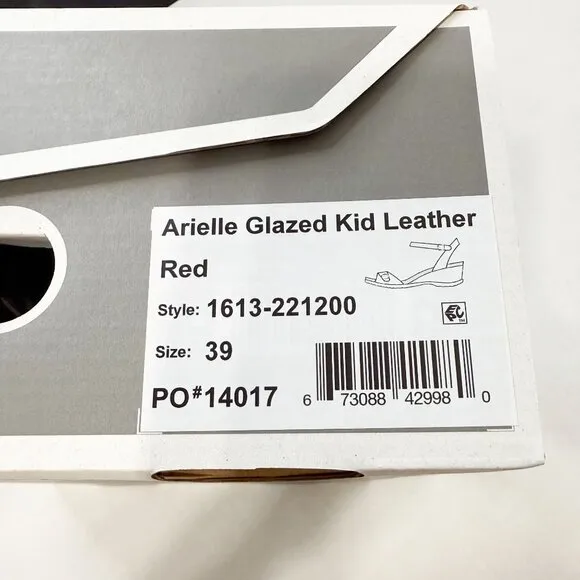 Arielle Glazed Kid Leather
Red
Style: 1613-221200
Size: 39
PO#14017
6 73088 42998 0